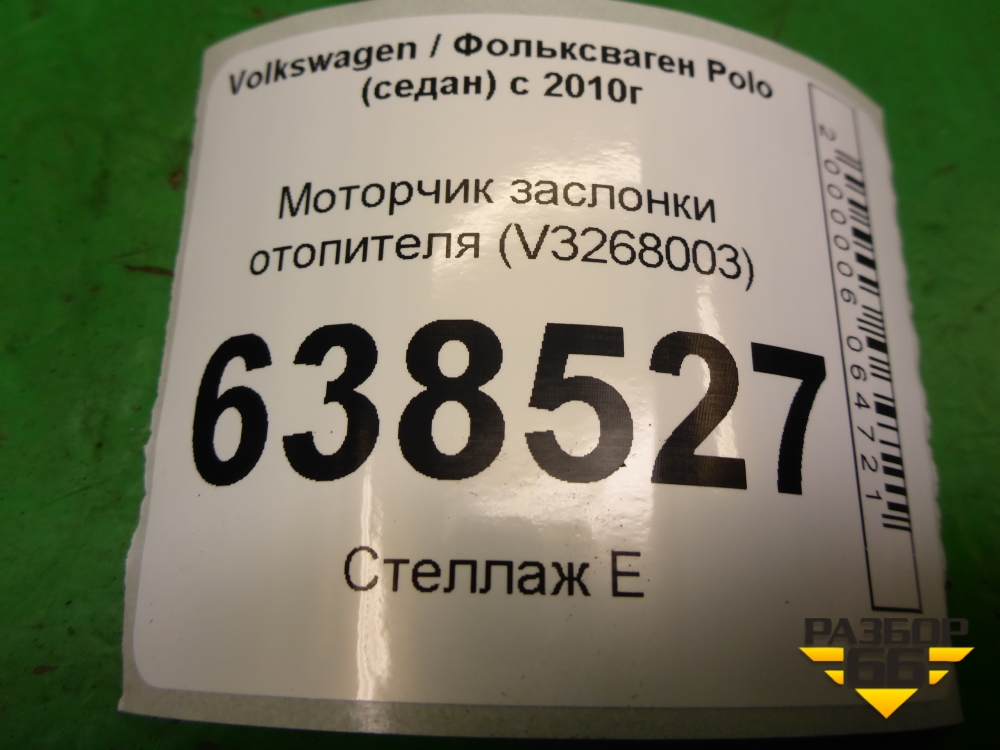 Volkswagen / Фольксваген Polo
(седан) с 2010г
Моторчик заслонки
отопителя (V3268003)
638527
Стеллаж Е
2000006064721
РАЗБОР
66